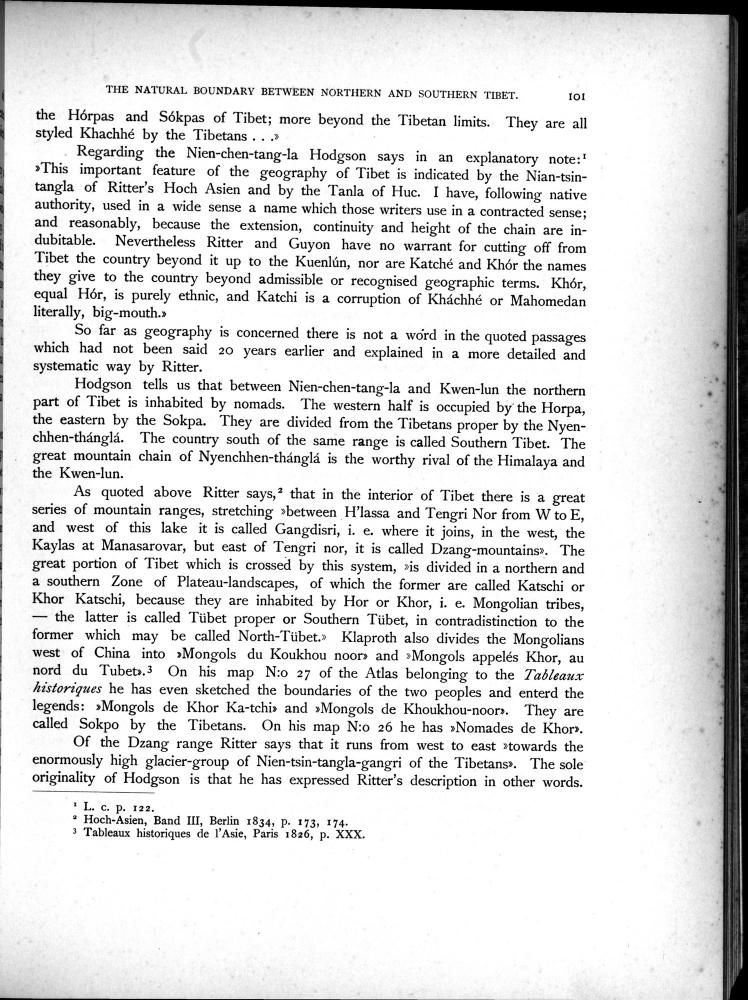 THE NATURAL BOUNDARY BETWEEN NORTHERN AND SOUTHERN TIBET. 101
the Hórpas and Sókpas of Tibet; more beyond the Tibetan limits. They are all
styled Khachhé by the Tibetans . . .»
Regarding the Nien-chen-tang-la Hodgson says in an explanatory note:¹
»This important feature of the geography of Tibet is indicated by the Nian-tsin-
tangla of Ritter's Hoch Asien and by the Tanla of Huc. I have, following native
authority, used in a wide sense a name which those writers use in a contracted sense;
and reasonably, because the extension, continuity and height of the chain are in-
dubitable. Nevertheless Ritter and Guyon have no warrant for cutting off from
Tibet the country beyond it up to the Kuenlún, nor are Katché and Khór the names
they give to the country beyond admissible or recognised geographic terms. Khór,
equal Hór, is purely ethnic, and Katchi is a corruption of Kháchhé or Mahomedan
literally, big-mouth.»
So far as geography is concerned there is not a word in the quoted passages
which had not been said 20 years earlier and explained in a more detailed and
systematic way by Ritter.
Hodgson tells us that between Nien-chen-tang-la and Kwen-lun the northern
part of Tibet is inhabited by nomads. The western half is occupied by the Horpa,
the eastern by the Sokpa. They are divided from the Tibetans proper by the Nyen-
chhen-thánglá. The country south of the same range is called Southern Tibet. The
great mountain chain of Nyenchhen-thánglá is the worthy rival of the Himalaya and
the Kwen-lun.
As quoted above Ritter says,² that in the interior of Tibet there is a great
series of mountain ranges, stretching »between H'lassa and Tengri Nor from W to E,
and west of this lake it is called Gangdisri, i. e. where it joins, in the west, the
Kaylas at Manasarovar, but east of Tengri nor, it is called Dzang-mountains». The
great portion of Tibet which is crossed by this system, »is divided in a northern and
a southern Zone of Plateau-landscapes, of which the former are called Katschi or
Khor Katschi, because they are inhabited by Hor or Khor, i. e. Mongolian tribes,
— the latter is called Tübet proper or Southern Tübet, in contradistinction to the
former which may be called North-Tübet.» Klaproth also divides the Mongolians
west of China into »Mongols du Koukhou noor» and »Mongols appelés Khor, au
nord du Tubet».³ On his map N:o 27 of the Atlas belonging to the Tableaux
historiques he has even sketched the boundaries of the two peoples and enterd the
legends: »Mongols de Khor Ka-tchi» and »Mongols de Khoukhou-noor». They are
called Sokpo by the Tibetans. On his map N:o 26 he has »Nomades de Khor».
Of the Dzang range Ritter says that it runs from west to east »towards the
enormously high glacier-group of Nien-tsin-tangla-gangri of the Tibetans». The sole
originality of Hodgson is that he has expressed Ritter's description in other words.
¹ L. c. p. 122.
² Hoch-Asien, Band III, Berlin 1834, p. 173, 174.
³ Tableaux historiques de l'Asie, Paris 1826, p. XXX.